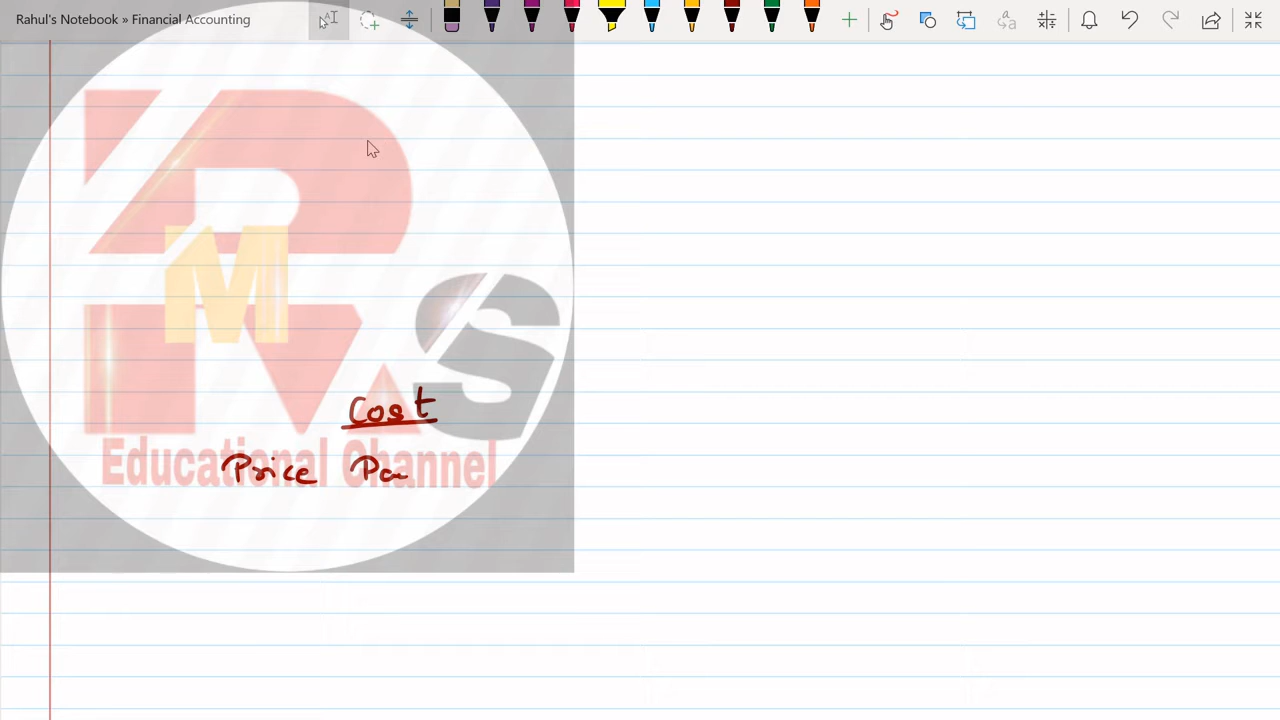 Rahul's Notebook » Financial Accounting
R
M
S
Cost
Educational Channel
Price Pa